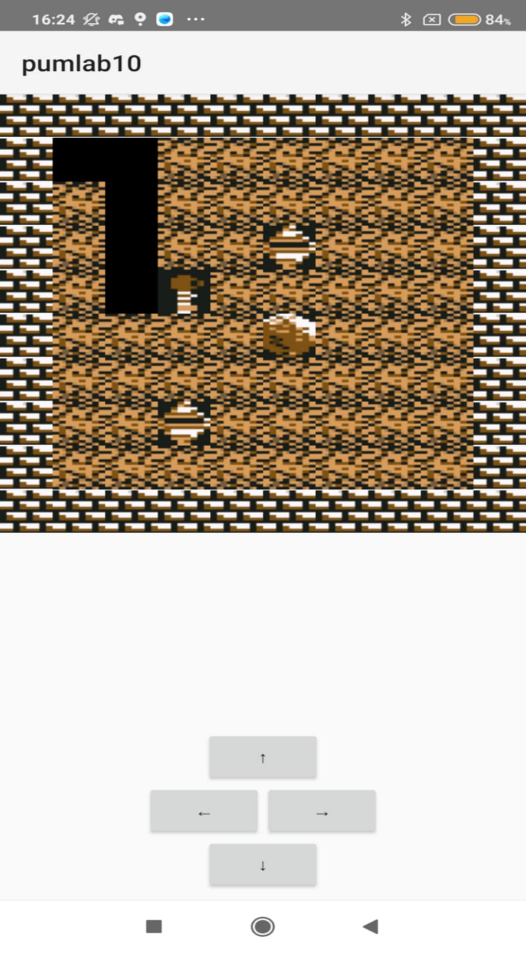 16:24 ... 84%
pumlab10
↑
← →
↓